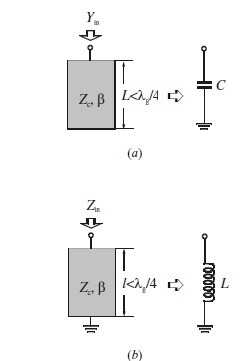 Y_in
Z_c, β L<λ_g/4 C
(a)
Z_in
Z_c, β l<λ_g/4 L
(b)